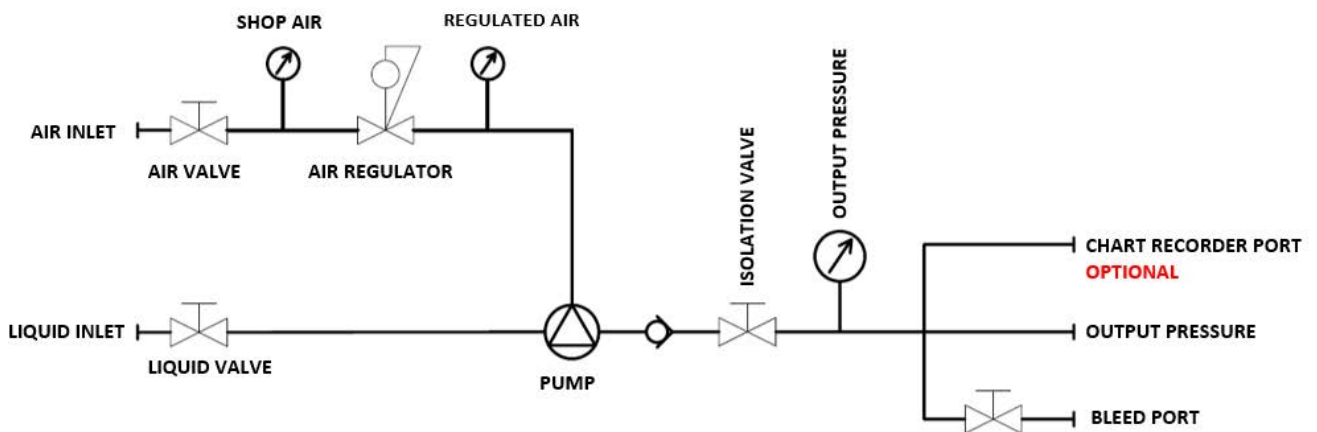 SHOP AIR
REGULATED AIR
AIR INLET
AIR VALVE
AIR REGULATOR
ISOLATION VALVE
OUTPUT PRESSURE
CHART RECORDER PORT
OPTIONAL
LIQUID INLET
OUTPUT PRESSURE
LIQUID VALVE
PUMP
BLEED PORT